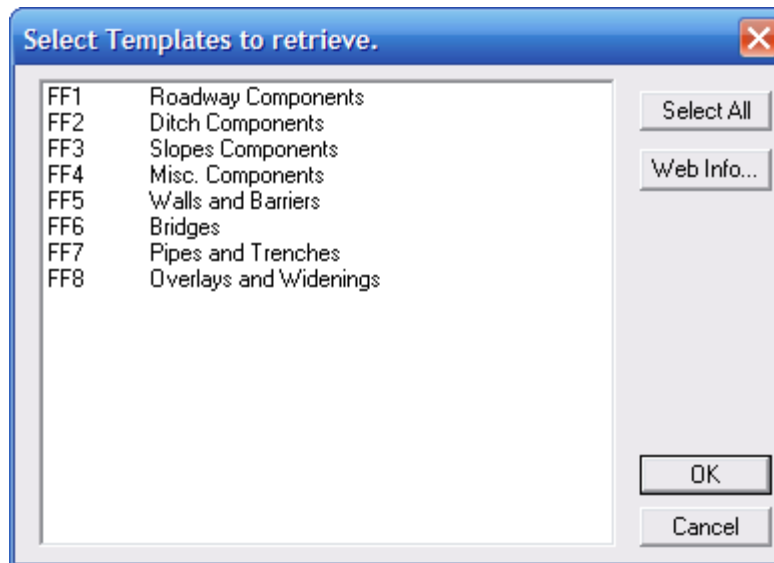 Select Templates to retrieve.
FF1 Roadway Components
FF2 Ditch Components
FF3 Slopes Components
FF4 Misc. Components
FF5 Walls and Barriers
FF6 Bridges
FF7 Pipes and Trenches
FF8 Overlays and Widenings
Select All
Web Info...
OK
Cancel